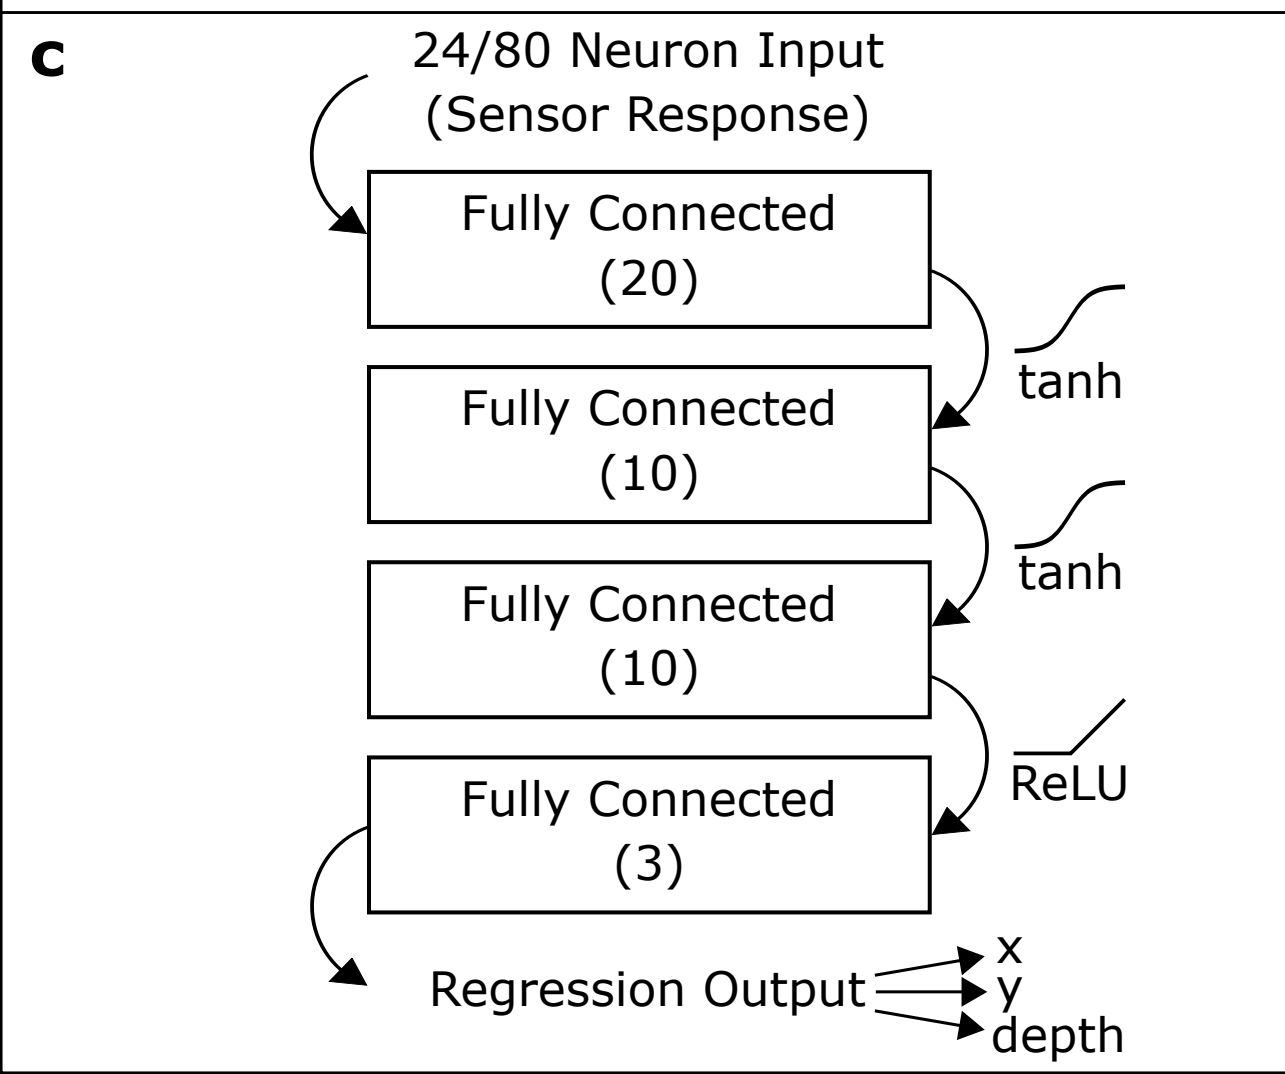 c
24/80 Neuron Input
(Sensor Response)
Fully Connected
(20)
tanh
Fully Connected
(10)
tanh
Fully Connected
(10)
ReLU
Fully Connected
(3)
Regression Output
x
y
depth